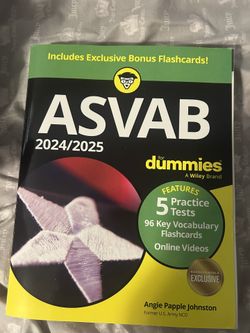 Includes Exclusive Bonus Flashcards!
ASVAB
2024/2025
for
dummies
A Wiley Brand
FEATURES
5 Practice
Tests
96 Key Vocabulary
Flashcards
Online Videos
EXCLUSIVE
Angie Papple Johnston
Former U.S. Army NCO